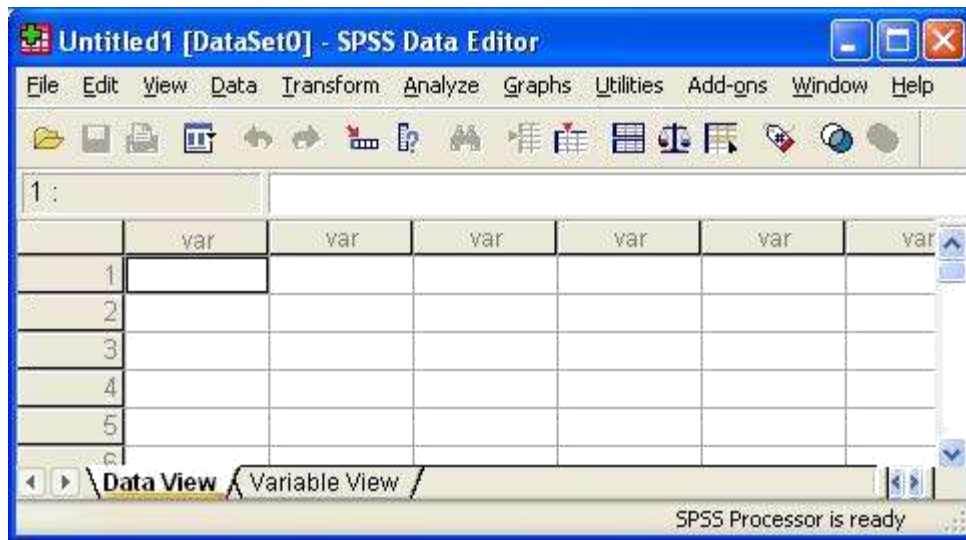 Untitled1 [DataSet0] - SPSS Data Editor
File Edit View Data Transform Analyze Graphs Utilities Add-ons Window Help
1 :
var var var var var var
1
2
3
4
5
6
Data View Variable View
SPSS Processor is ready